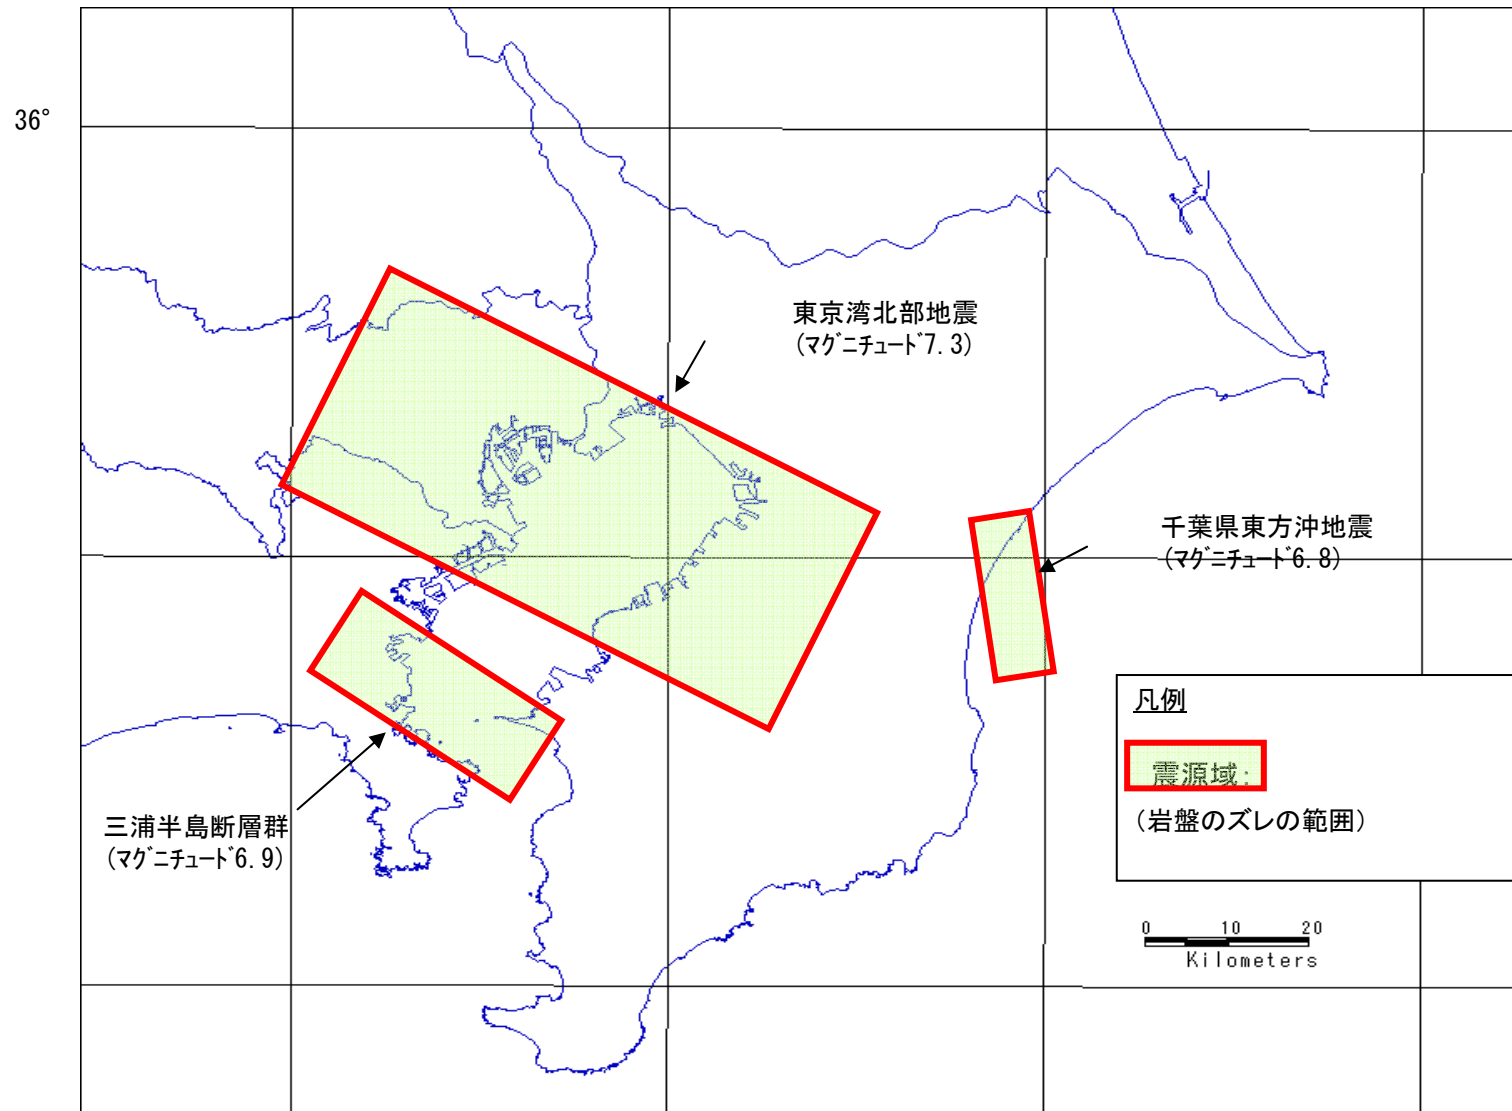 36°
東京湾北部地震
(ﾏｸﾞﾆﾁｭｰﾄﾞ7.3)
千葉県東方沖地震
(ﾏｸﾞﾆﾁｭｰﾄﾞ6.8)
三浦半島断層群
(ﾏｸﾞﾆﾁｭｰﾄﾞ6.9)
凡例
震源域:
(岩盤のズレの範囲)
0 10 20
Kilometers